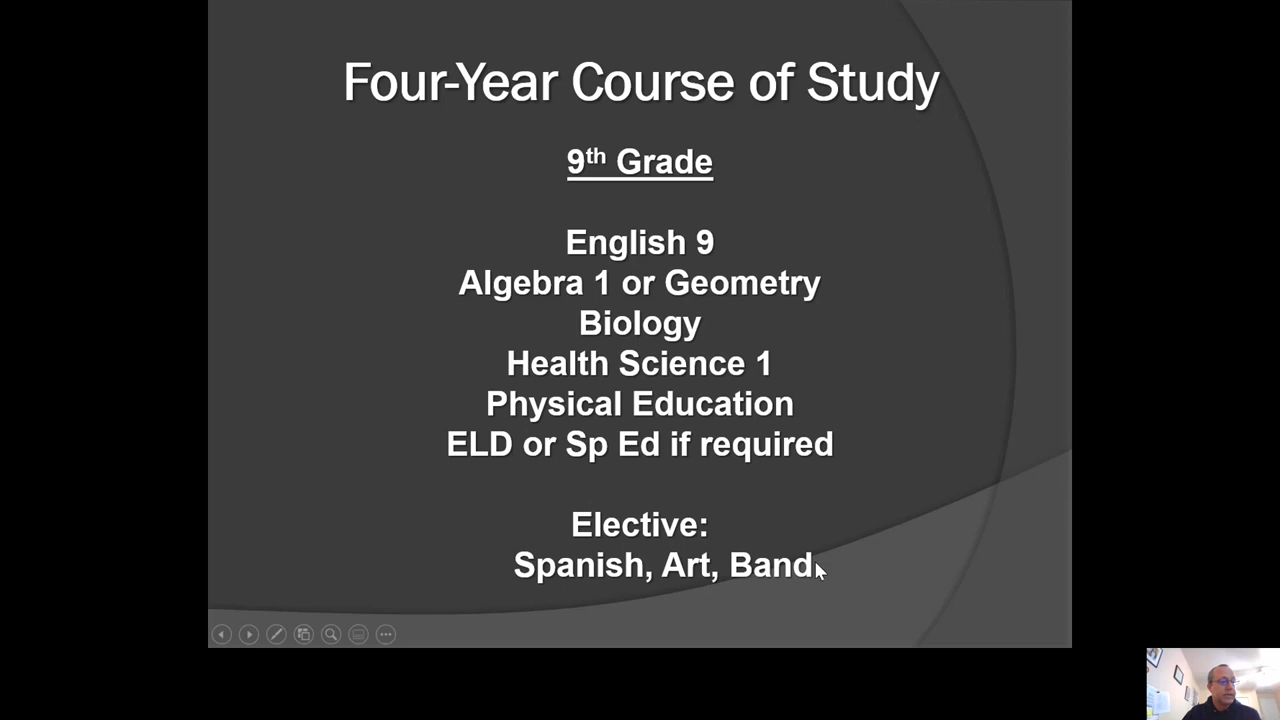 Four-Year Course of Study
9th Grade
English 9
Algebra 1 or Geometry
Biology
Health Science 1
Physical Education
ELD or Sp Ed if required
Elective:
Spanish, Art, Band